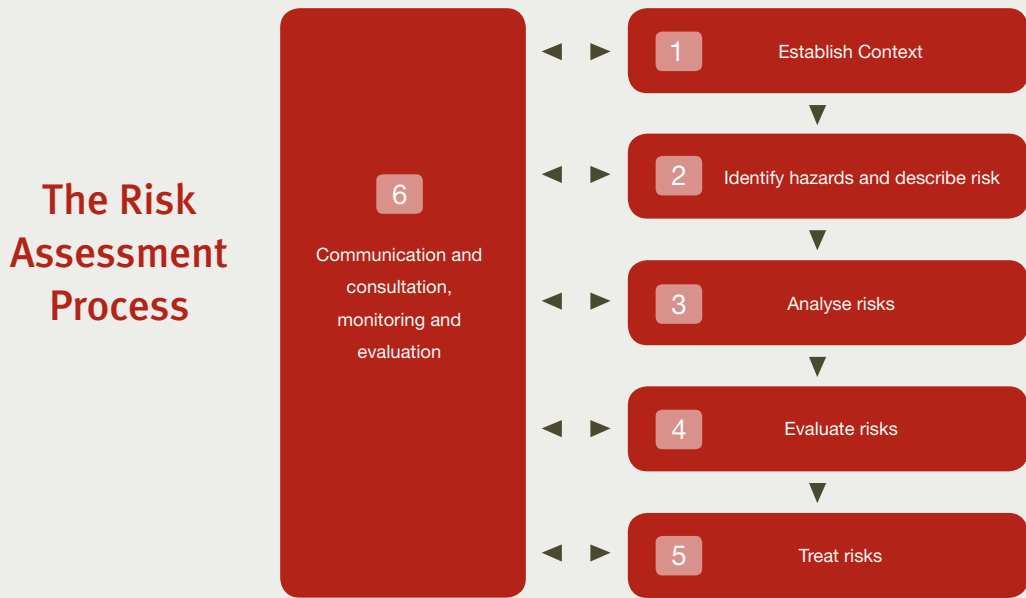 The Risk
Assessment
Process
6
Communication and
consultation,
monitoring and
evaluation
1 Establish Context
2 Identify hazards and describe risk
3 Analyse risks
4 Evaluate risks
5 Treat risks